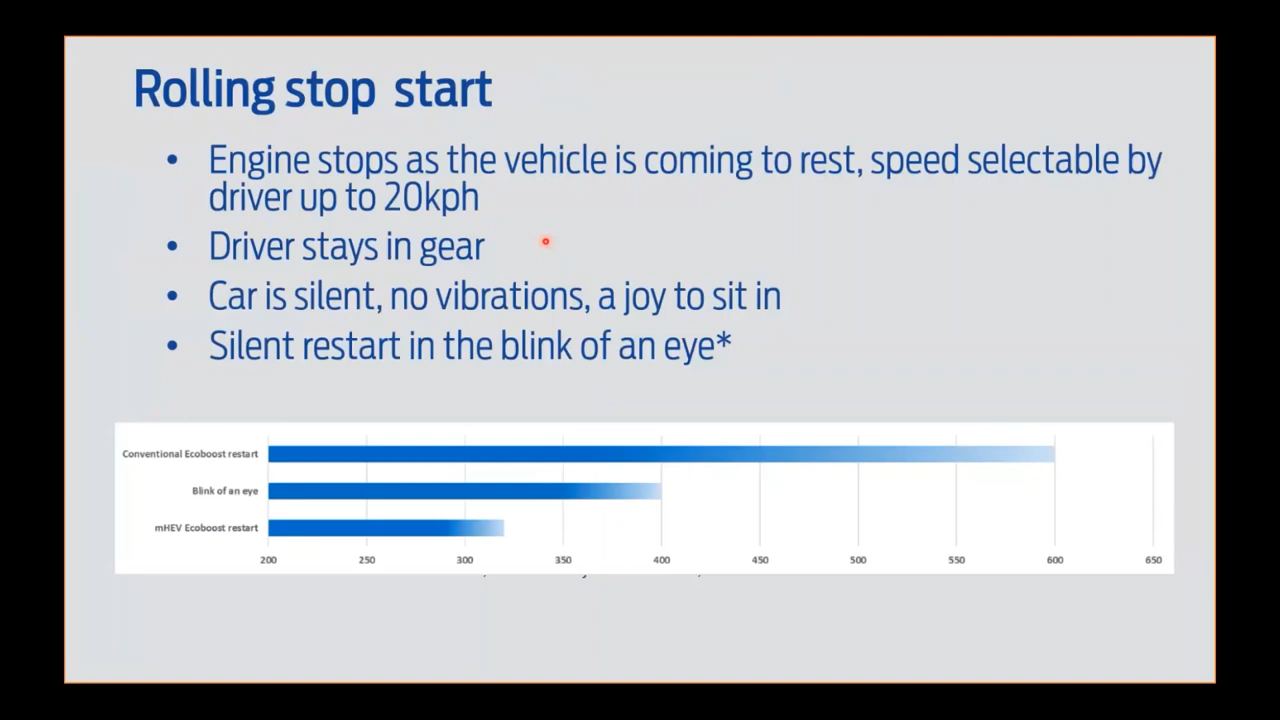 Rolling stop start
• Engine stops as the vehicle is coming to rest, speed selectable by
driver up to 20kph
• Driver stays in gear
• Car is silent, no vibrations, a joy to sit in
• Silent restart in the blink of an eye*
Conventional Ecoboost restart
Blink of an eye
mHEV Ecoboost restart
200 250 300 350 400 450 500 550 600 650